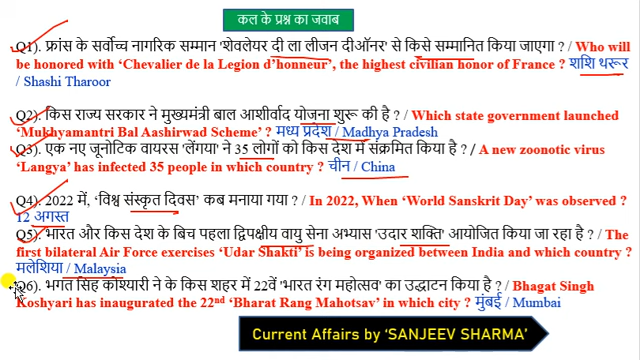 कल के प्रश्न का जवाब
Q1). फ्रांस के सर्वोच्च नागरिक सम्मान 'शेवलेयर दी ला लीजन दीऑनर' से किसे सम्मानित किया जाएगा ? / Who will
be honored with ‘Chevalier de la Legion d’honneur’, the highest civilian honor of France ? शशि थरूर
/ Shashi Tharoor
Q2). किस राज्य सरकार ने मुख्यमंत्री बाल आशीर्वाद योजना शुरू की है ? / Which state government launched
‘Mukhyamantri Bal Aashirwad Scheme’ ? मध्य प्रदेश / Madhya Pradesh
Q3). एक नए जूनोटिक वायरस 'लेंगया' ने 35 लोगों को किस देश में संक्रमित किया है ? / A new zoonotic virus
‘Langya’ has infected 35 people in which country ? चीन / China
Q4). 2022 में, ‘विश्व संस्कृत दिवस’ कब मनाया गया ? / In 2022, When ‘World Sanskrit Day’ was observed ?
12 अगस्त
Q5). भारत और किस देश के बिच पहला द्विपक्षीय वायु सेना अभ्यास 'उदार शक्ति' आयोजित किया जा रहा है ? / The
first bilateral Air Force exercises ‘Udar Shakti’ is being organized between India and which country ?
मलेशिया / Malaysia
Q6). भगत सिंह कोश्यारी ने के किस शहर में 22वें 'भारत रंग महोत्सव' का उद्घाटन किया है ? / Bhagat Singh
Koshyari has inaugurated the 22nd ‘Bharat Rang Mahotsav’ in which city ? मुंबई / Mumbai
Current Affairs by ‘SANJEEV SHARMA’